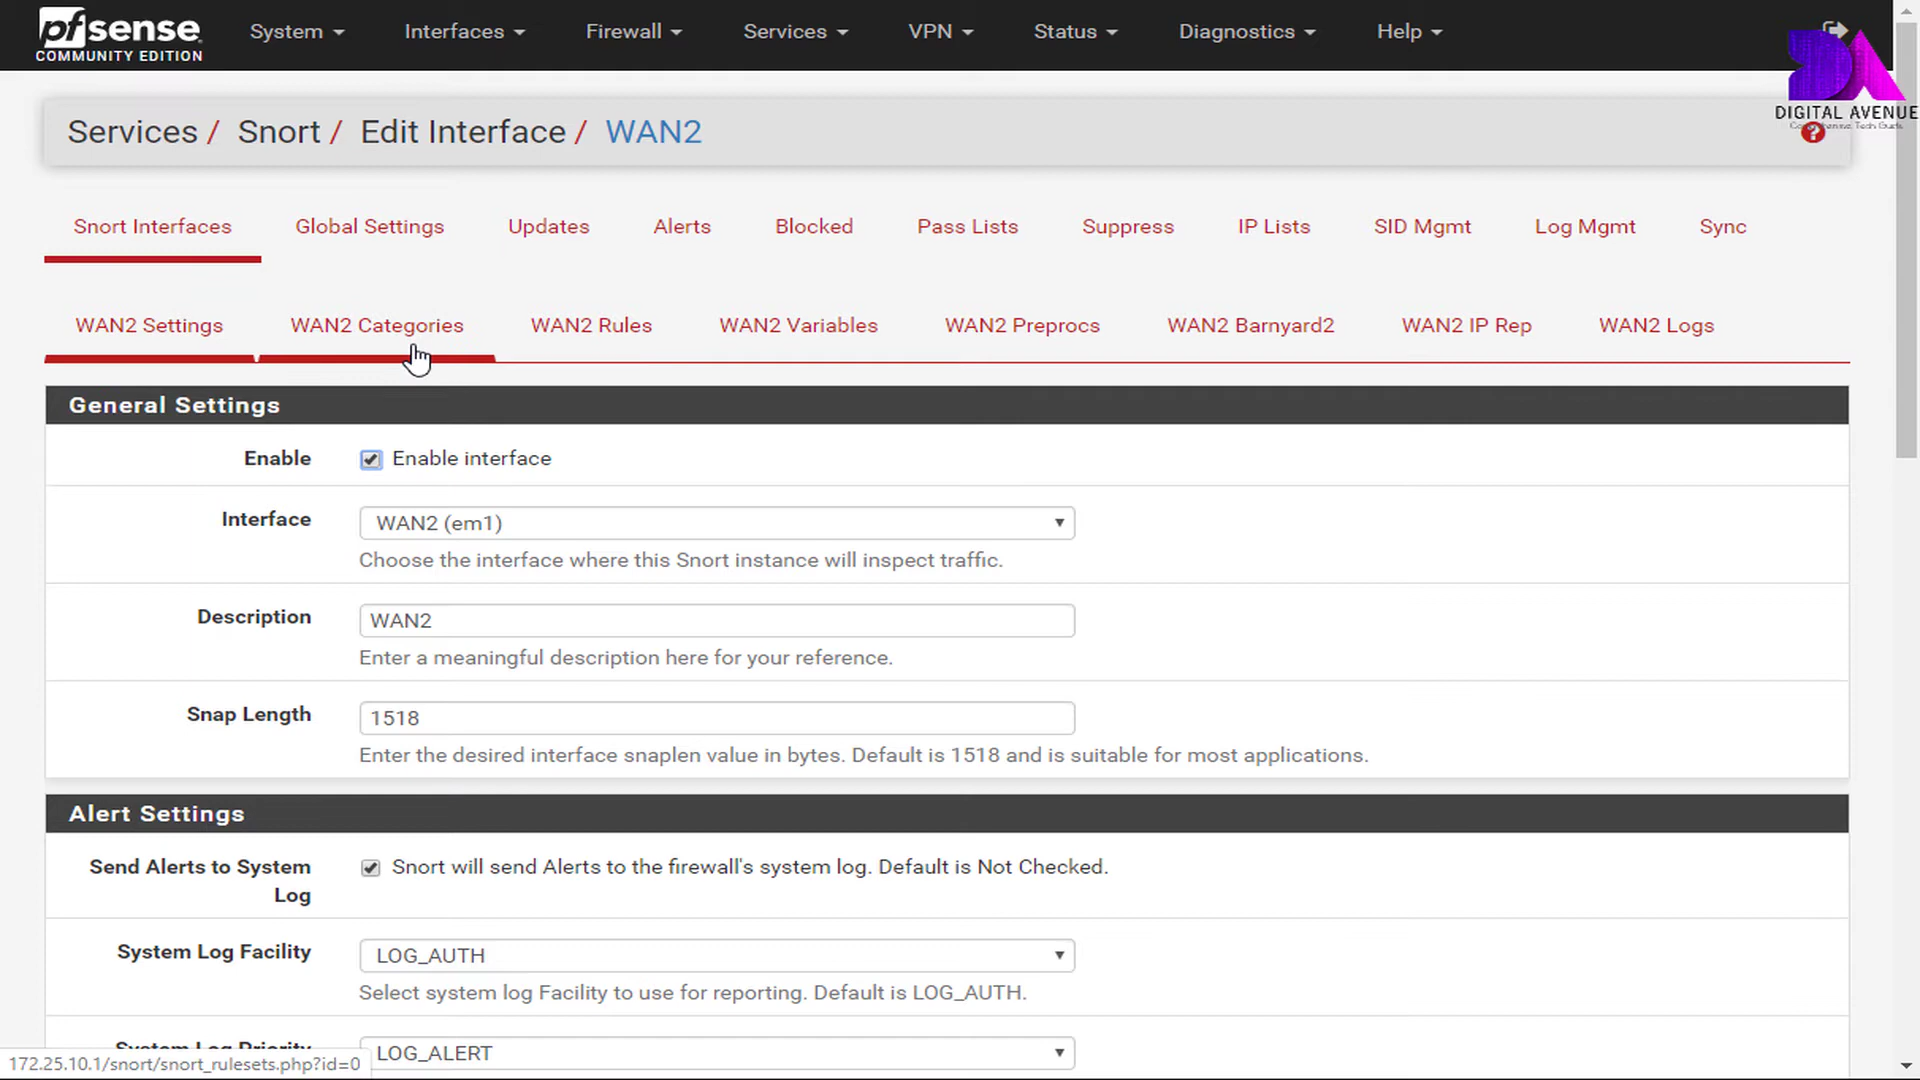 pfsense
COMMUNITY EDITION
System Interfaces Firewall Services VPN Status Diagnostics Help
DIGITAL AVENUE
Comprehensive Tech Guide
Services / Snort / Edit Interface / WAN2
?
Snort Interfaces Global Settings Updates Alerts Blocked Pass Lists Suppress IP Lists SID Mgmt Log Mgmt Sync
WAN2 Settings WAN2 Categories WAN2 Rules WAN2 Variables WAN2 Preprocs WAN2 Barnyard2 WAN2 IP Rep WAN2 Logs
General Settings
Enable Enable interface
Interface WAN2 (em1)
Choose the interface where this Snort instance will inspect traffic.
Description WAN2
Enter a meaningful description here for your reference.
Snap Length 1518
Enter the desired interface snaplen value in bytes. Default is 1518 and is suitable for most applications.
Alert Settings
Send Alerts to System Snort will send Alerts to the firewall's system log. Default is Not Checked.
Log
System Log Facility LOG_AUTH
Select system log Facility to use for reporting. Default is LOG_AUTH.
System Log Priority LOG_ALERT
172.25.10.1/snort/snort_rulesets.php?id=0